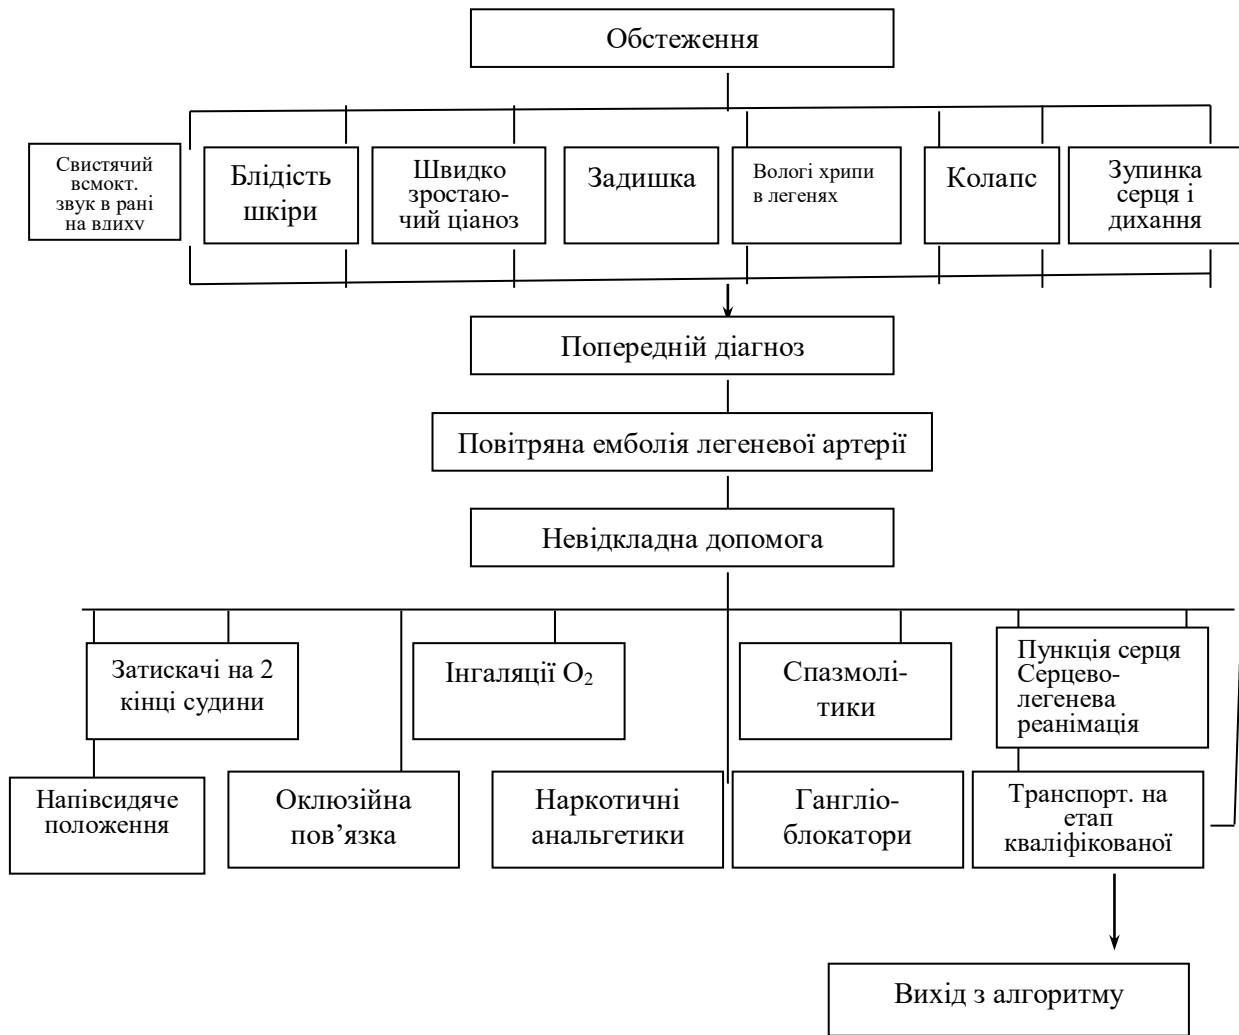 Обстеження
Свистячий
всмокт.
звук в рані
на вдиху
Блідість
шкіри
Швидко
зростаю-
чий ціаноз
Задишка
Вологі хрипи
в легенях
Колапс
Зупинка
серця і
дихання
Попередній діагноз
Повітряна емболія легеневої артерії
Невідкладна допомога
Затискачі на 2
кінці судини
Інгаляції O₂
Спазмолі-
тики
Пункція серця
Серцево-
легенева
реанімація
Напівсидяче
положення
Оклюзійна
пов’язка
Наркотичні
анальгетики
Гангліо-
блокатори
Транспорт. на
етап
кваліфікованої
Вихід з алгоритму